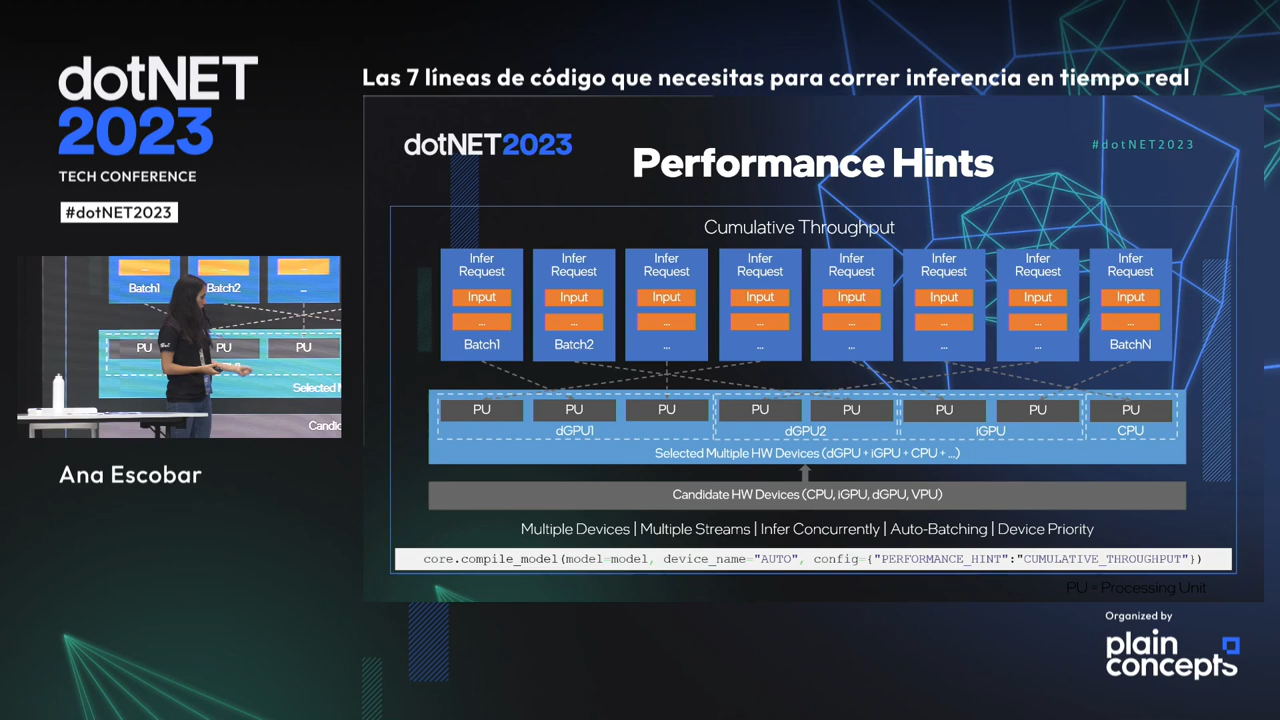 dotNET
2023
TECH CONFERENCE
#dotNET2023
Las 7 líneas de código que necesitas para correr inferencia en tiempo real
dotNET2023
#dotNET2023
Performance Hints
Cumulative Throughput
Infer Request Infer Request Infer Request Infer Request Infer Request Infer Request Infer Request Infer Request
Input Input Input Input Input Input Input Input
... ... ... ... ... ... ... ...
Batch1 Batch2 ... ... ... ... ... BatchN
PU PU PU PU PU PU PU PU
dGPU1 dGPU2 iGPU CPU
Selected Multiple HW Devices (dGPU + iGPU + CPU + ...)
Candidate HW Devices (CPU, iGPU, dGPU, VPU)
Multiple Devices | Multiple Streams | Infer Concurrently | Auto-Batching | Device Priority
core.compile_model(model=model, device_name="AUTO", config={"PERFORMANCE_HINT":"CUMULATIVE_THROUGHPUT"})
PU = Processing Unit
... ... ...
Batch1 Batch2 ...
PU PU PU
Selected M
Candic
Ana Escobar
Organized by
plain
concepts